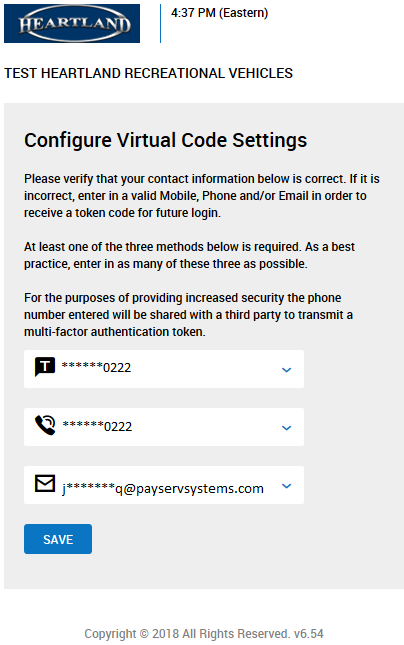 HEARTLAND
4:37 PM (Eastern)
TEST HEARTLAND RECREATIONAL VEHICLES
Configure Virtual Code Settings
Please verify that your contact information below is correct. If it is
incorrect, enter in a valid Mobile, Phone and/or Email in order to
receive a token code for future login.
At least one of the three methods below is required. As a best
practice, enter in as many of these three as possible.
For the purposes of providing increased security the phone
number entered will be shared with a third party to transmit a
multi-factor authentication token.
T ******0222
******0222
j*******q@payservsystems.com
SAVE
Copyright © 2018 All Rights Reserved. v6.54